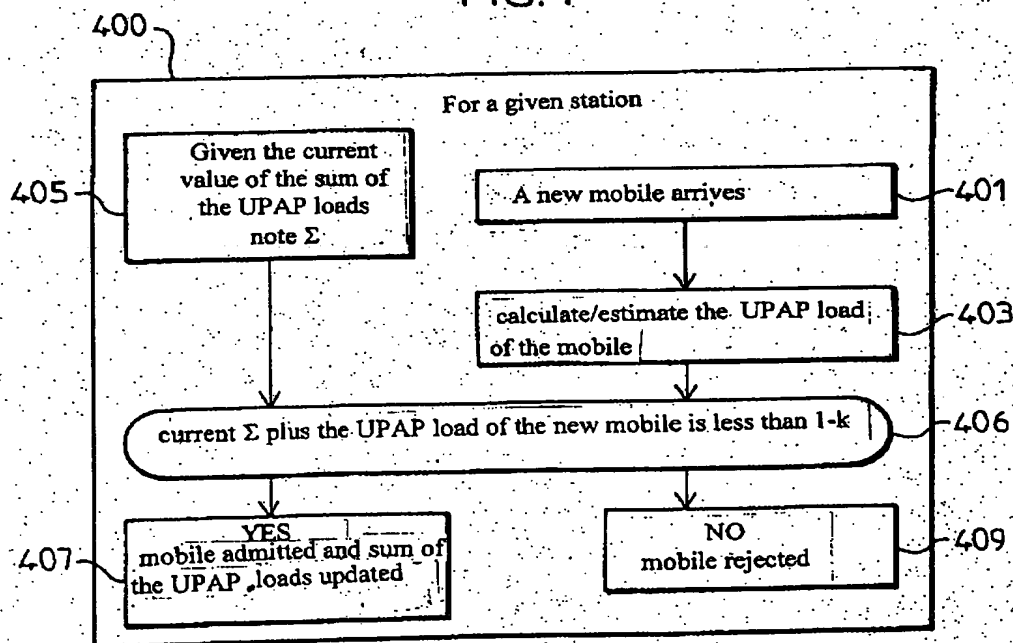 400
For a given station
Given the current
value of the sum of
the UPAP loads
note Σ
405
A new mobile arrives
401
calculate/estimate the UPAP load
of the mobile
403
current Σ plus the UPAP load of the new mobile is less than 1-k
406
YES
mobile admitted and sum of
the UPAP loads updated
407
NO
mobile rejected
409